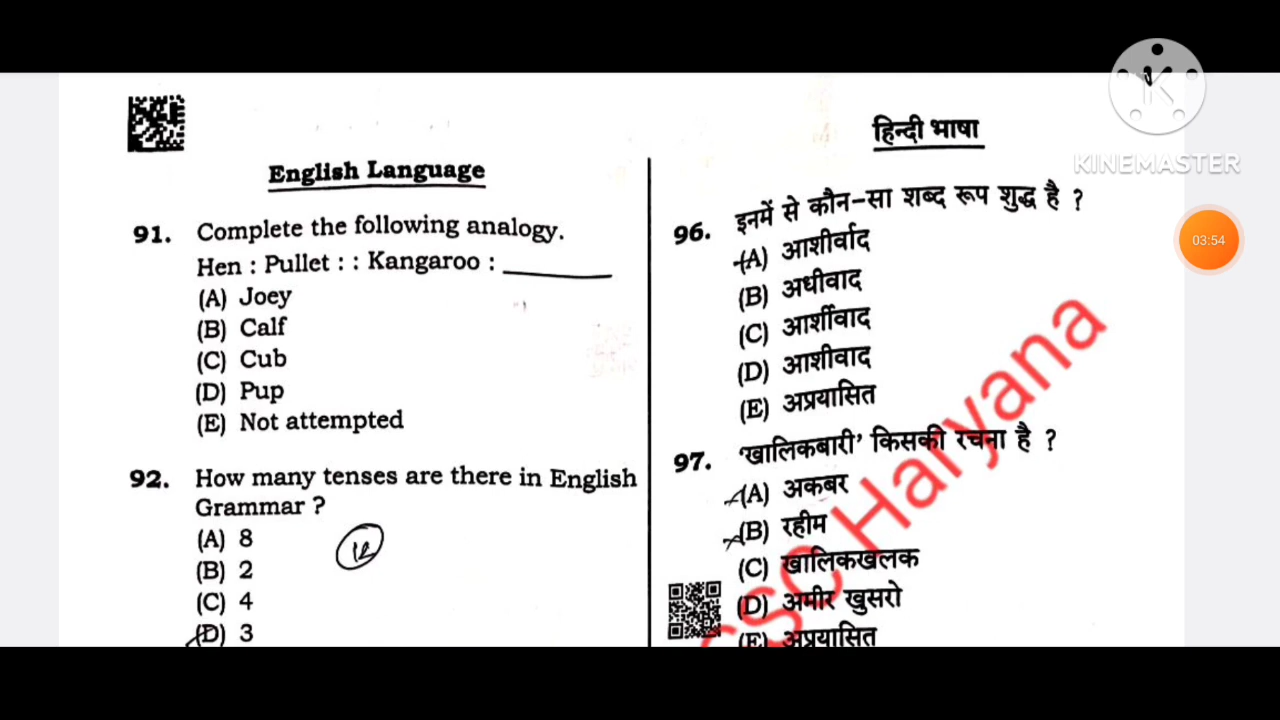 English Language
91. Complete the following analogy.
Hen : Pullet : : Kangaroo : ________
(A) Joey
(B) Calf
(C) Cub
(D) Pup
(E) Not attempted
92. How many tenses are there in English
Grammar ?
(A) 8
(B) 2
(C) 4
(D) 3
12
हिन्दी भाषा
96. इनमें से कौन-सा शब्द रूप शुद्ध है ?
(A) आशीर्वाद
(B) अधीवाद
(C) आर्शीवाद
(D) आशीवाद
(E) अप्रयासित
97. 'खालिकबारी' किसकी रचना है ?
(A) अकबर
(B) रहीम
(C) खालिकखलक
(D) अमीर खुसरो
(E) अप्रयासित
SSC Haryana
KINEMASTER
03:54